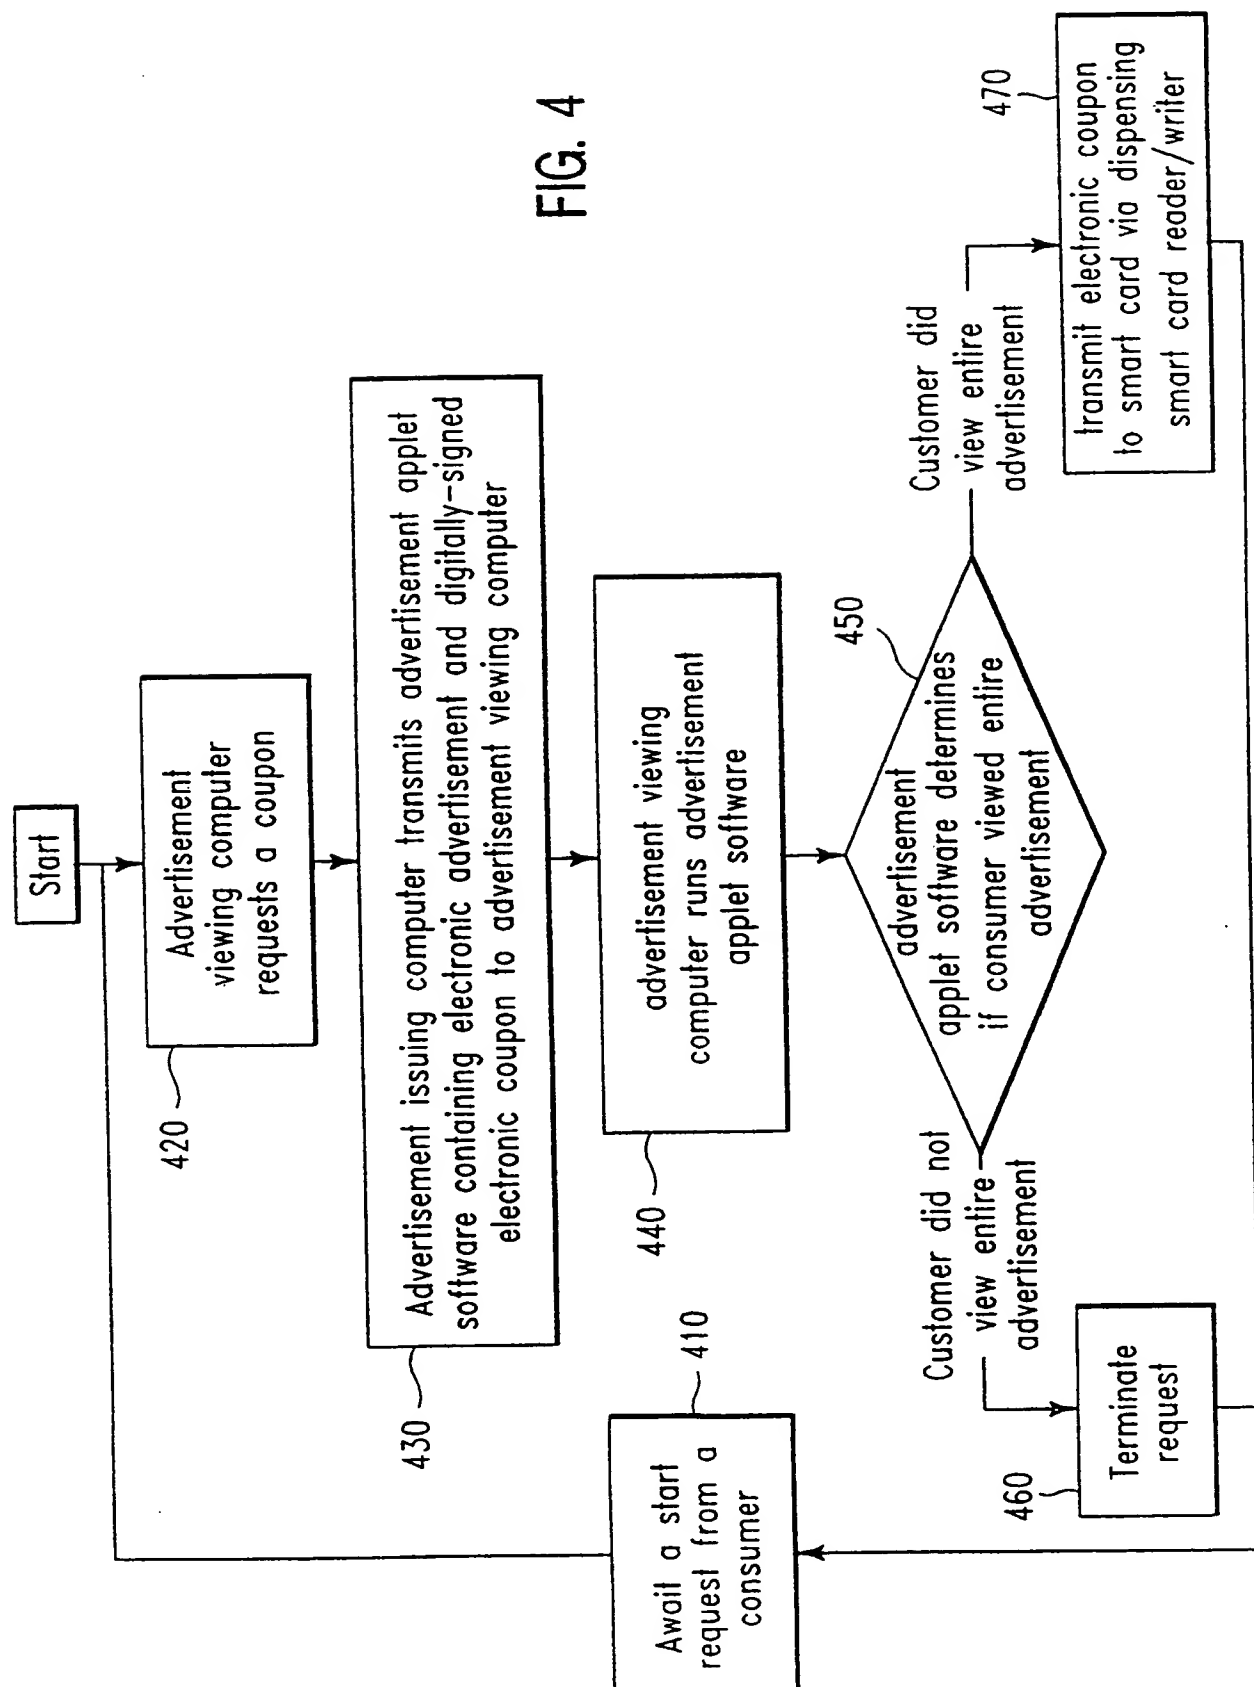 FIG. 4
Start
Advertisement
viewing computer
requests a coupon
420
Advertisement issuing computer transmits advertisement applet
software containing electronic advertisement and digitally-signed
electronic coupon to advertisement viewing computer
430
advertisement viewing
computer runs advertisement
applet software
440
Await a start
request from a
consumer
410
advertisement
applet software determines
if consumer viewed entire
advertisement
450
Customer did not
view entire
advertisement
Customer did
view entire
advertisement
Terminate
request
460
transmit electronic coupon
to smart card via dispensing
smart card reader/writer
470